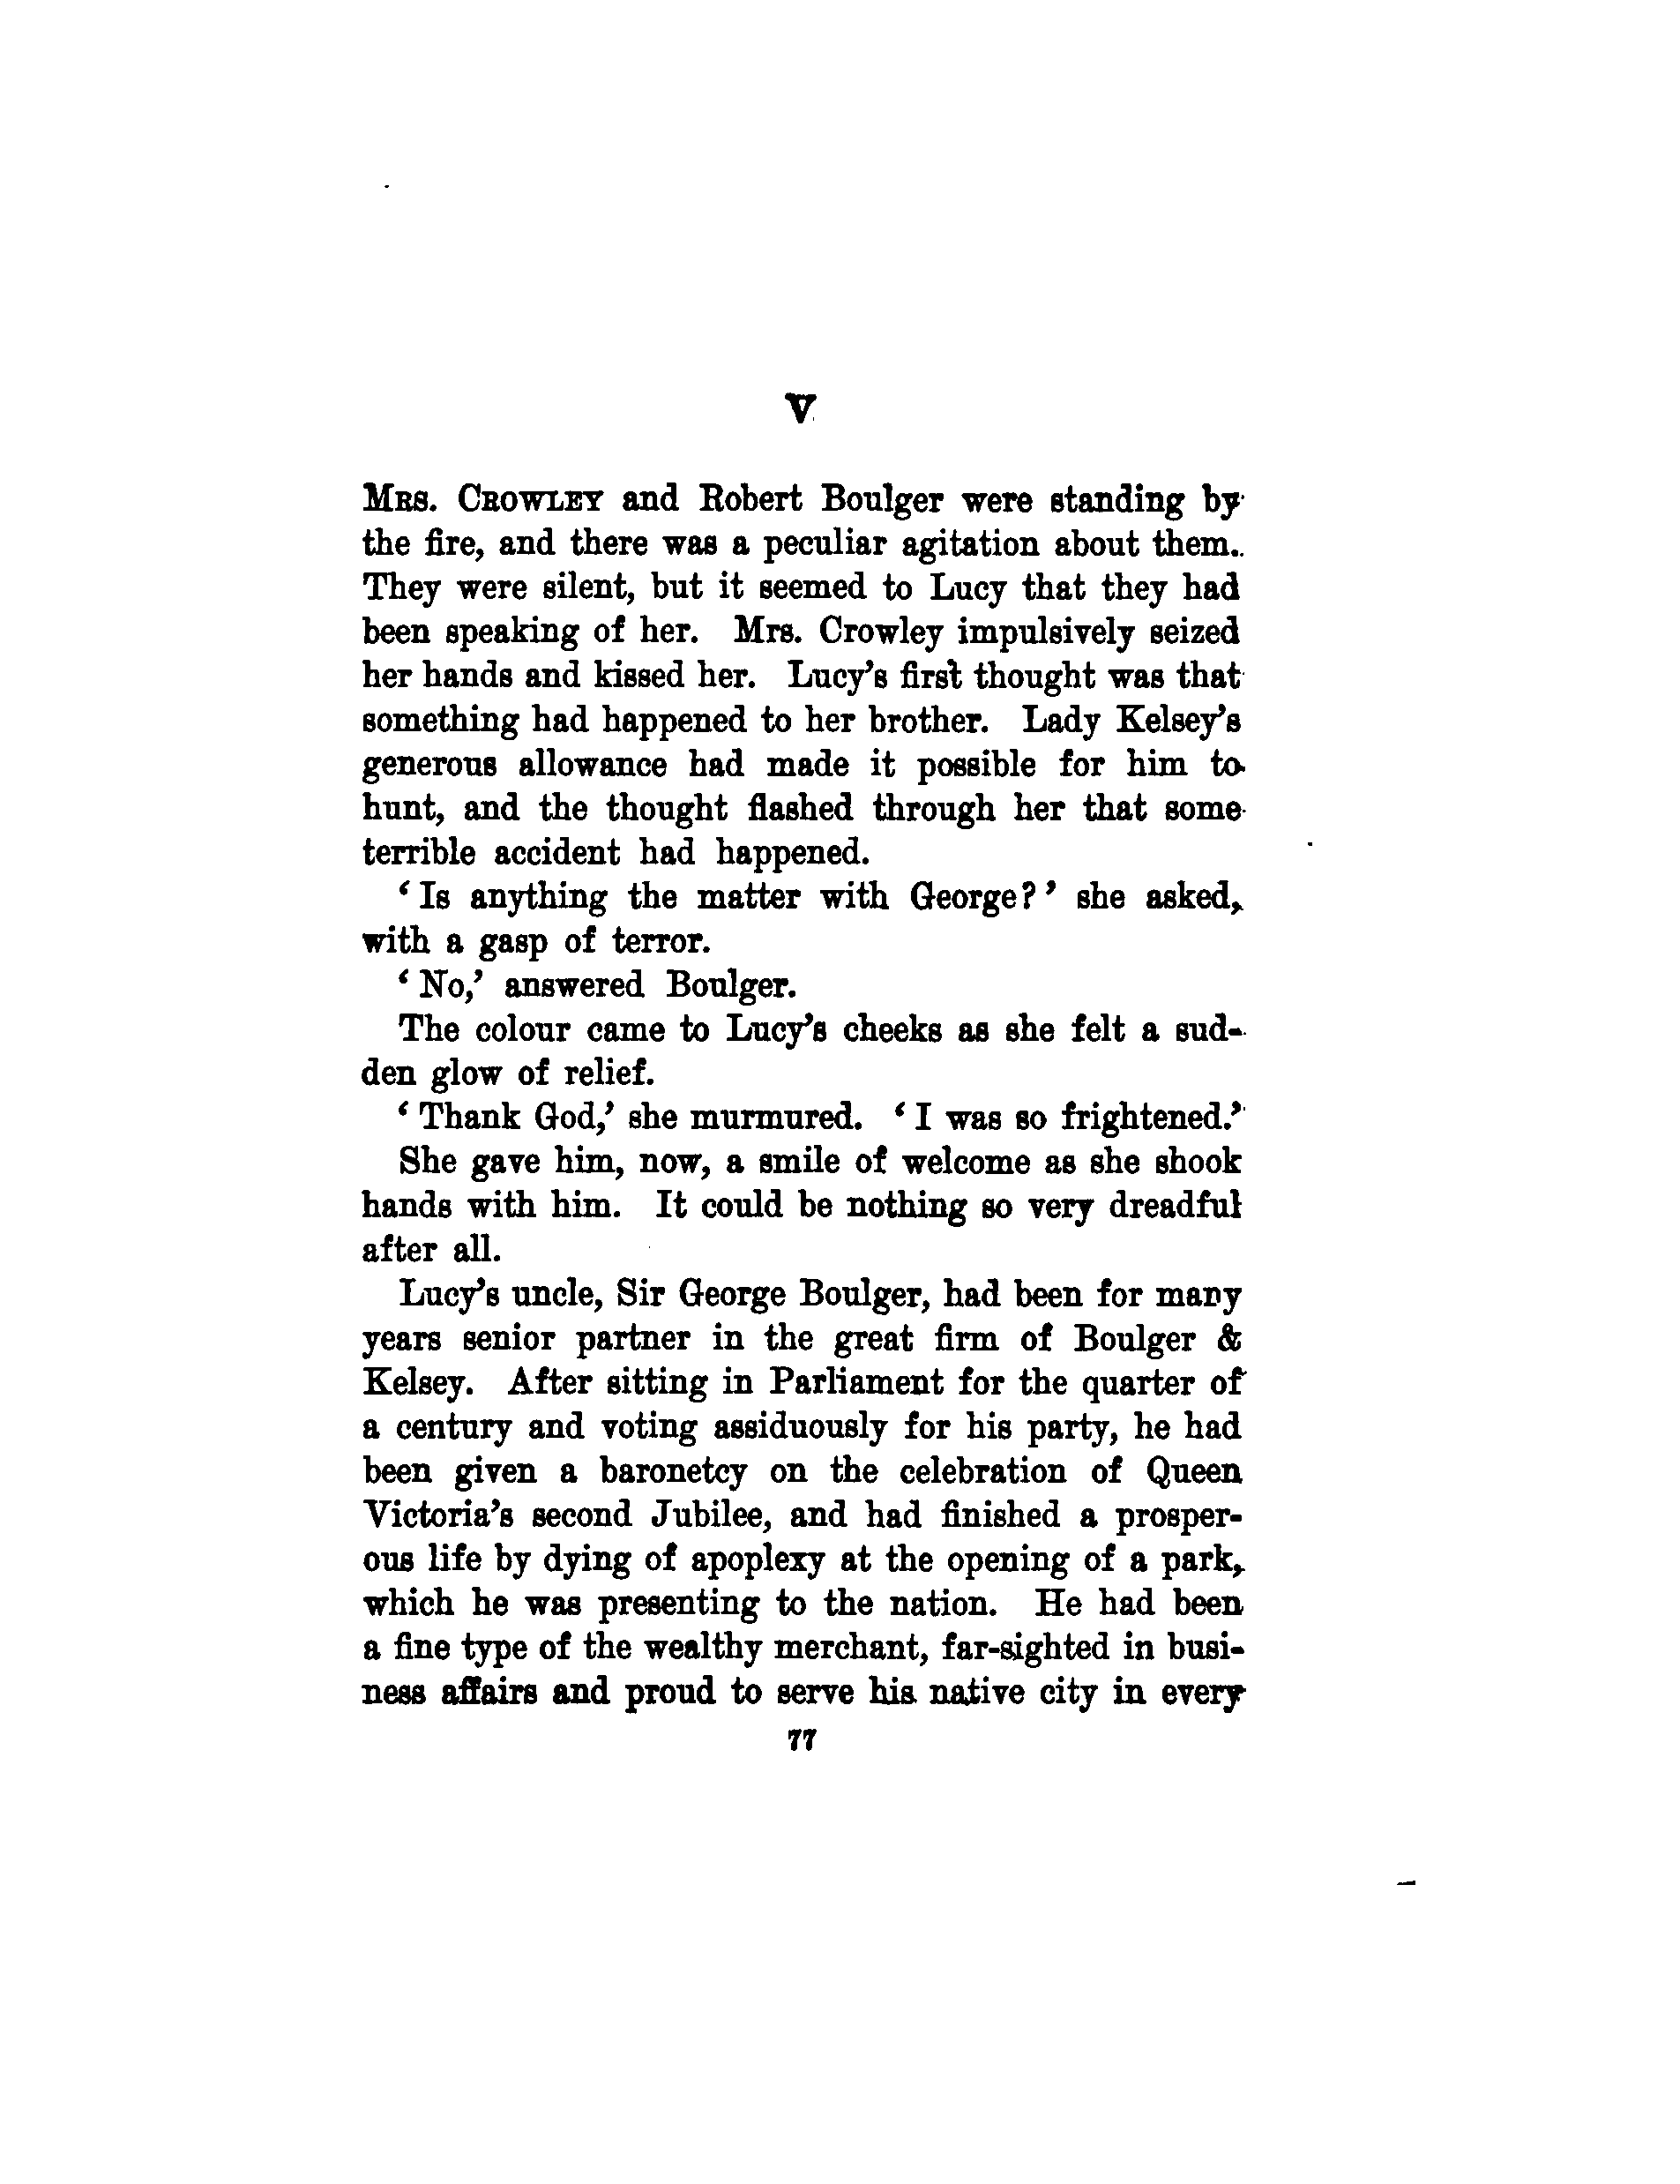 V
MRS. CROWLEY and Robert Boulger were standing by
the fire, and there was a peculiar agitation about them.
They were silent, but it seemed to Lucy that they had
been speaking of her. Mrs. Crowley impulsively seized
her hands and kissed her. Lucy's first thought was that
something had happened to her brother. Lady Kelsey's
generous allowance had made it possible for him to
hunt, and the thought flashed through her that some
terrible accident had happened.
‘Is anything the matter with George?’ she asked,
with a gasp of terror.
‘No,’ answered Boulger.
The colour came to Lucy's cheeks as she felt a sud-
den glow of relief.
‘Thank God,’ she murmured. ‘I was so frightened.’
She gave him, now, a smile of welcome as she shook
hands with him. It could be nothing so very dreadful
after all.
Lucy's uncle, Sir George Boulger, had been for many
years senior partner in the great firm of Boulger &
Kelsey. After sitting in Parliament for the quarter of
a century and voting assiduously for his party, he had
been given a baronetcy on the celebration of Queen
Victoria's second Jubilee, and had finished a prosper-
ous life by dying of apoplexy at the opening of a park,
which he was presenting to the nation. He had been
a fine type of the wealthy merchant, far-sighted in busi-
ness affairs and proud to serve his native city in every
77